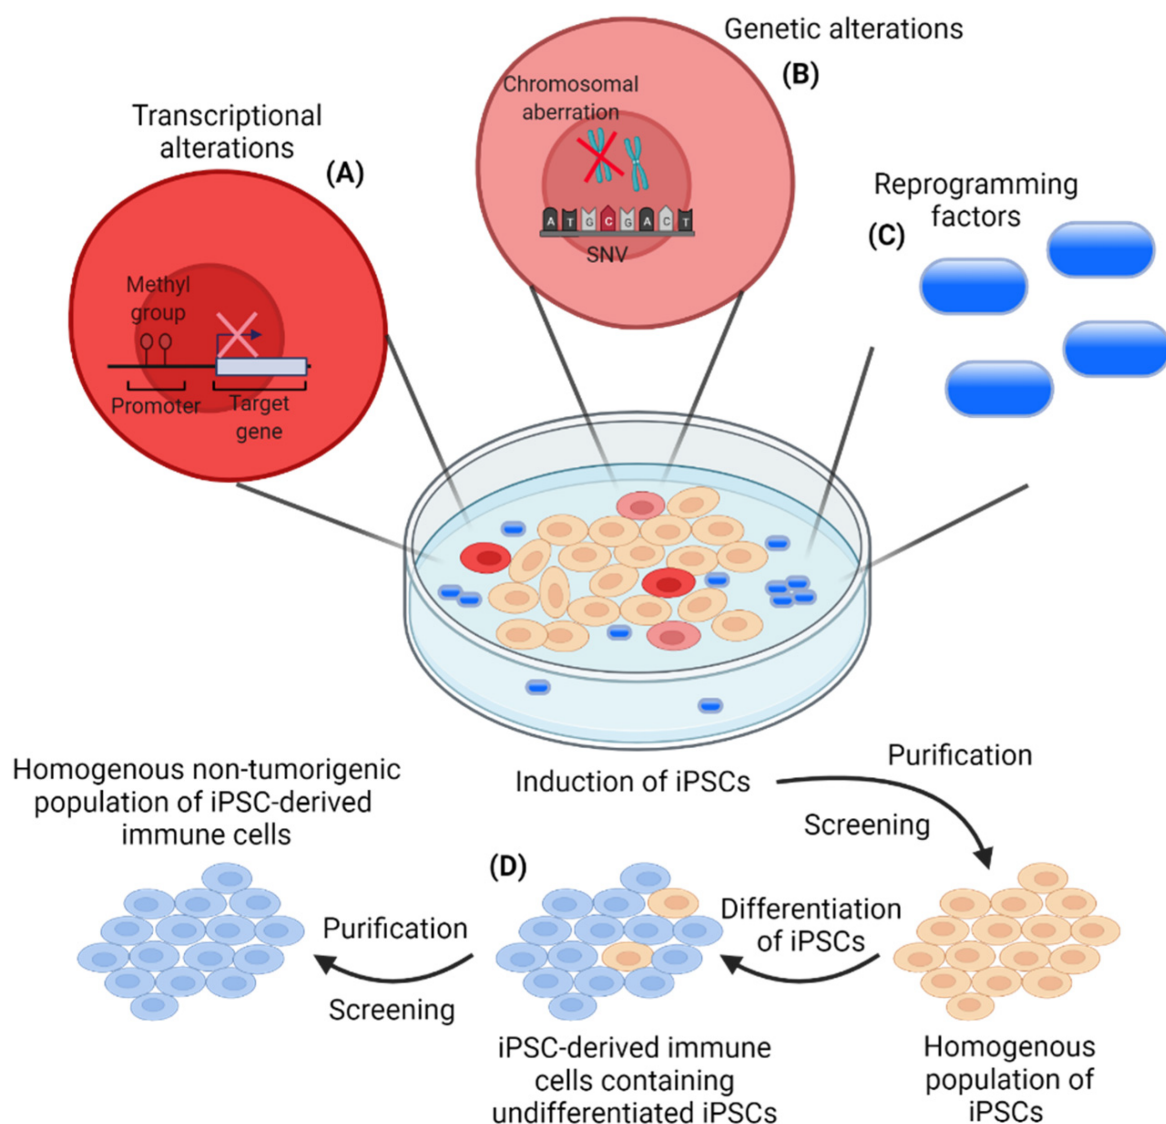 Genetic alterations
(B)
Chromosomal
aberration
A T G C G A C T
SNV
Transcriptional
alterations
(A)
Methyl
group
Promoter
Target
gene
Reprogramming
factors
(C)
Induction of iPSCs
Purification
Screening
Homogenous
population of
iPSCs
Differentiation
of iPSCs
(D)
iPSC-derived immune
cells containing
undifferentiated iPSCs
Purification
Screening
Homogenous non-tumorigenic
population of iPSC-derived
immune cells